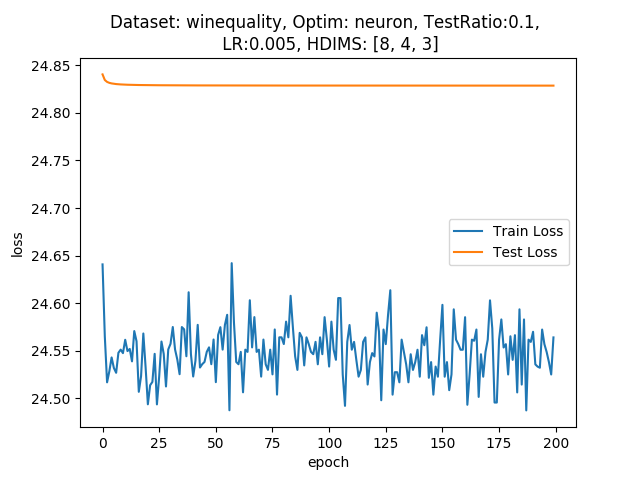 Dataset: winequality, Optim: neuron, TestRatio:0.1,
LR:0.005, HDIMS: [8, 4, 3]
24.85
24.80
24.75
24.70
24.65
24.60
24.55
24.50
loss
Train Loss
Test Loss
0 25 50 75 100 125 150 175 200
epoch